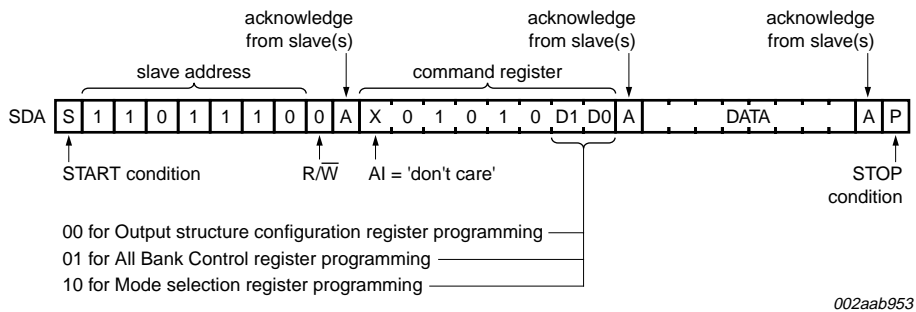 acknowledge
from slave(s)
acknowledge
from slave(s)
acknowledge
from slave(s)
slave address
command register
SDA S 1 1 0 1 1 1 0 0 A X 0 1 0 1 0 D1 D0 A DATA A P
START condition
R/W
AI = 'don't care'
STOP
condition
00 for Output structure configuration register programming
01 for All Bank Control register programming
10 for Mode selection register programming
002aab953